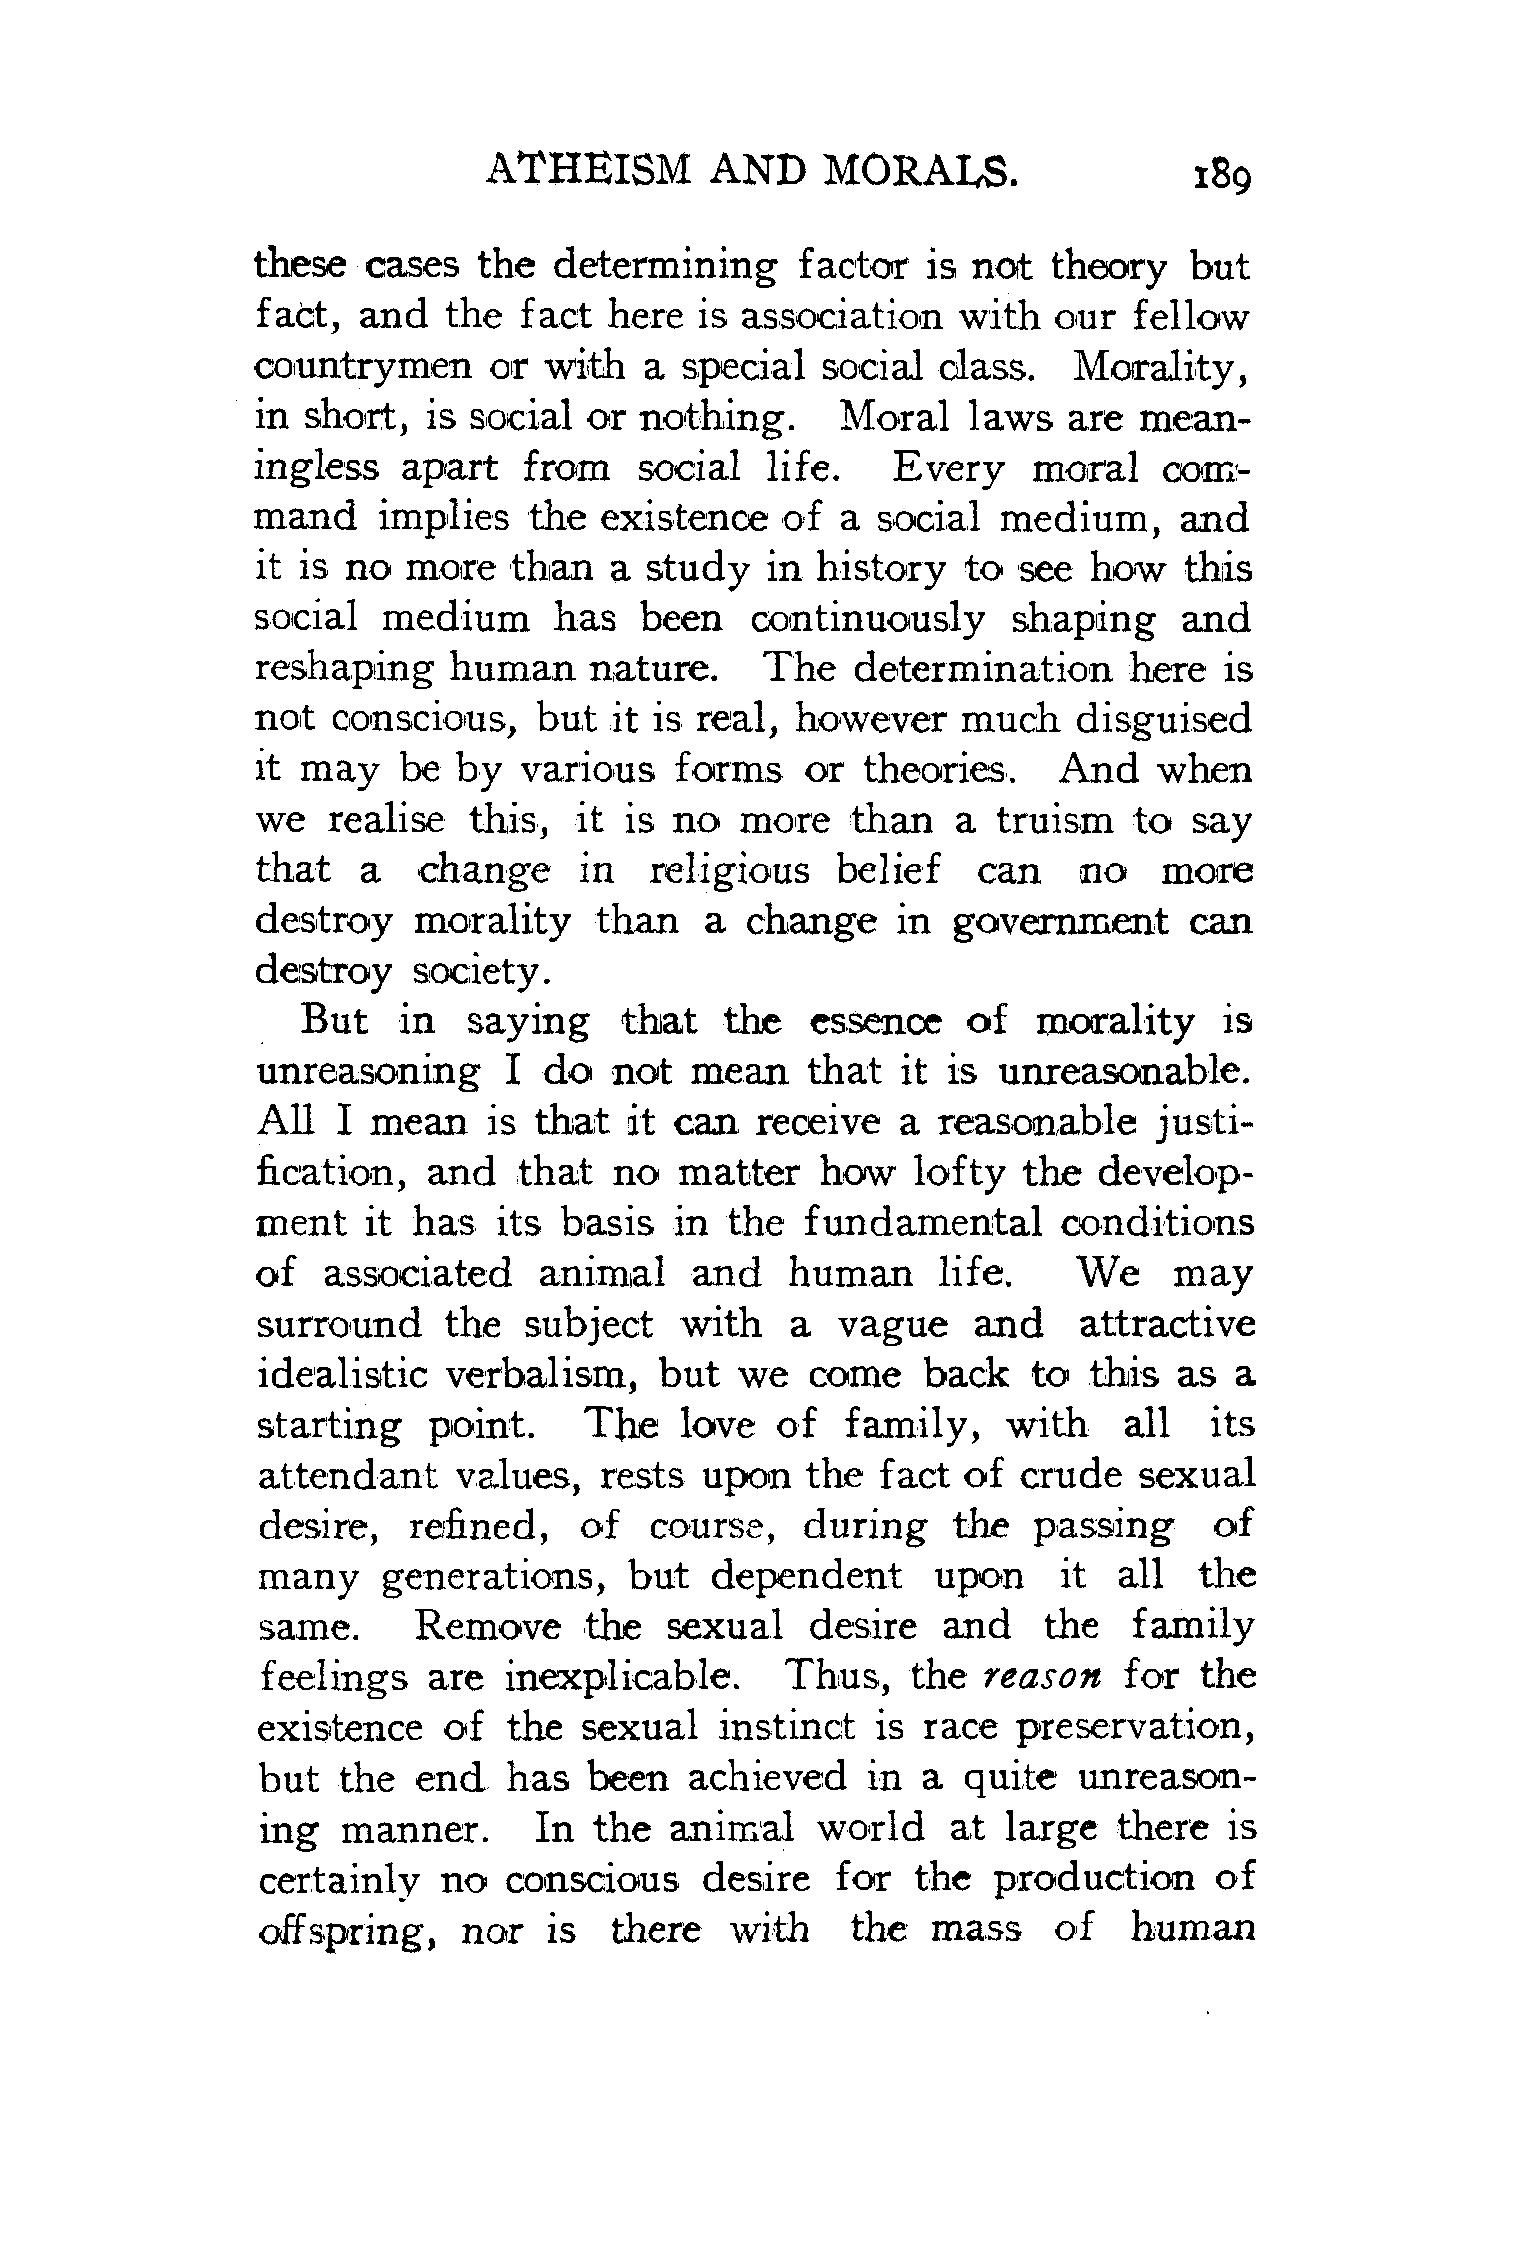 ATHEISM AND MORALS. 189
these cases the determining factor is not theory but
fact, and the fact here is association with our fellow
countrymen or with a special social class. Morality,
in short, is social or nothing. Moral laws are mean-
ingless apart from social life. Every moral com-
mand implies the existence of a social medium, and
it is no more than a study in history to see how this
social medium has been continuously shaping and
reshaping human nature. The determination here is
not conscious, but it is real, however much disguised
it may be by various forms or theories. And when
we realise this, it is no more than a truism to say
that a change in religious belief can no more
destroy morality than a change in government can
destroy society.
But in saying that the essence of morality is
unreasoning I do not mean that it is unreasonable.
All I mean is that it can receive a reasonable justi-
fication, and that no matter how lofty the develop-
ment it has its basis in the fundamental conditions
of associated animal and human life. We may
surround the subject with a vague and attractive
idealistic verbalism, but we come back to this as a
starting point. The love of family, with all its
attendant values, rests upon the fact of crude sexual
desire, refined, of course, during the passing of
many generations, but dependent upon it all the
same. Remove the sexual desire and the family
feelings are inexplicable. Thus, the reason for the
existence of the sexual instinct is race preservation,
but the end has been achieved in a quite unreason-
ing manner. In the animal world at large there is
certainly no conscious desire for the production of
offspring, nor is there with the mass of human